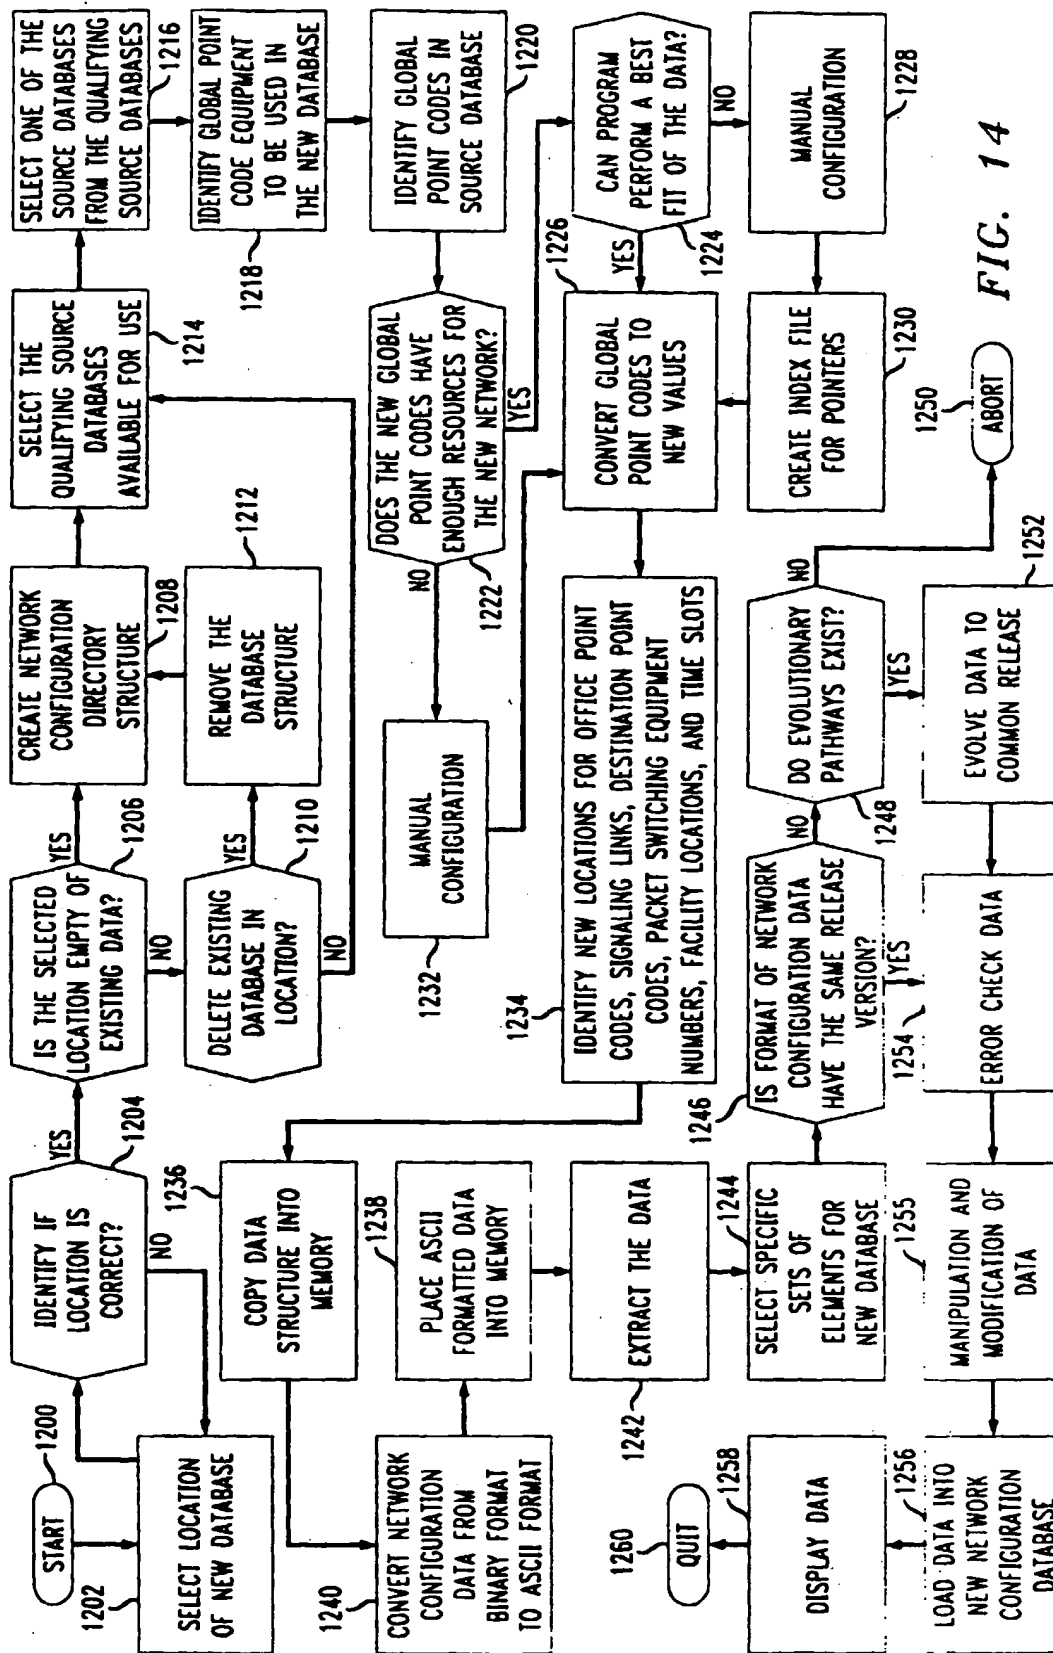 START
1200
SELECT LOCATION
OF NEW DATABASE
1202
IDENTIFY IF
LOCATION IS
CORRECT?
1204
YES
NO
IS THE SELECTED
LOCATION EMPTY OF
EXISTING DATA?
1206
YES
NO
CREATE NETWORK
CONFIGURATION
DIRECTORY
STRUCTURE
1208
DELETE EXISTING
DATABASE IN
LOCATION?
1210
YES
NO
REMOVE THE
DATABASE
STRUCTURE
1212
SELECT THE
QUALIFYING SOURCE
DATABASES
AVAILABLE FOR USE
1214
SELECT ONE OF THE
SOURCE DATABASES
FROM THE QUALIFYING
SOURCE DATABASES
1216
IDENTIFY GLOBAL POINT
CODE EQUIPMENT
TO BE USED IN
THE NEW DATABASE
1218
IDENTIFY GLOBAL
POINT CODES IN
SOURCE DATABASE
1220
DOES THE NEW GLOBAL
POINT CODES HAVE
ENOUGH RESOURCES FOR
THE NEW NETWORK?
1222
NO
YES
CAN PROGRAM
PERFORM A BEST
FIT OF THE DATA?
1224
YES
NO
CONVERT GLOBAL
POINT CODES TO
NEW VALUES
1226
MANUAL
CONFIGURATION
1228
CREATE INDEX FILE
FOR POINTERS
1230
MANUAL
CONFIGURATION
1232
IDENTIFY NEW LOCATIONS FOR OFFICE POINT
CODES, SIGNALING LINKS, DESTINATION POINT
CODES, PACKET SWITCHING EQUIPMENT
NUMBERS, FACILITY LOCATIONS, AND TIME SLOTS
1234
COPY DATA
STRUCTURE INTO
MEMORY
1236
CONVERT NETWORK
CONFIGURATION
DATA FROM
BINARY FORMAT
TO ASCII FORMAT
1240
PLACE ASCII
FORMATTED DATA
INTO MEMORY
1238
EXTRACT THE DATA
1242
SELECT SPECIFIC
SETS OF
ELEMENTS FOR
NEW DATABASE
1244
IS FORMAT OF NETWORK
CONFIGURATION DATA
HAVE THE SAME RELEASE
VERSION?
1246
NO
YES
DO EVOLUTIONARY
PATHWAYS EXIST?
1248
NO
YES
ABORT
1250
EVOLVE DATA TO
COMMON RELEASE
1252
ERROR CHECK DATA
1254
MANIPULATION AND
MODIFICATION OF
DATA
1255
LOAD DATA INTO
NEW NETWORK
CONFIGURATION
DATABASE
1256
DISPLAY DATA
1258
QUIT
1260
FIG. 14